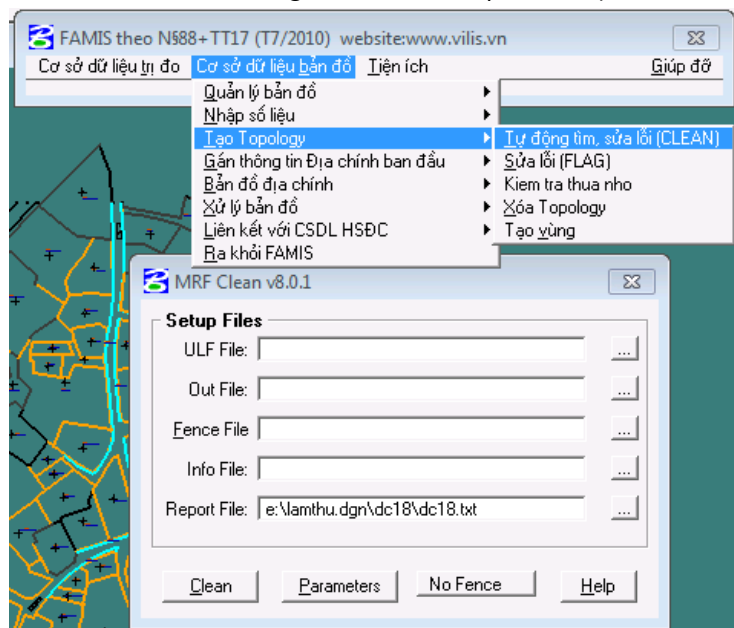 FAMIS theo N§88+TT17 (T7/2010) website:www.vilis.vn
Cơ sở dữ liệu trị đo Cơ sở dữ liệu bản đồ Tiện ích Giúp đỡ
Quản lý bản đồ
Nhập số liệu
Tạo Topology Tự động tìm, sửa lỗi (CLEAN)
Gán thông tin Địa chính ban đầu Sửa lỗi (FLAG)
Bản đồ địa chính Kiem tra thua nho
Xử lý bản đồ Xóa Topology
Liên kết với CSDL HSĐC Tạo vùng
Ra khỏi FAMIS
MRF Clean v8.0.1
Setup Files
ULF File: ...
Out File: ...
Fence File ...
Info File: ...
Report File: e:\lamthu.dgn\dc18\dc18.txt ...
Clean Parameters No Fence Help